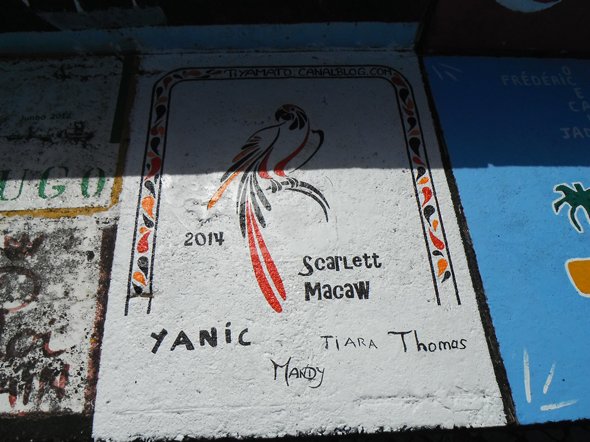 TIYAMATO.CANALBLOG.COM
2014
Scarlett
Macaw
YANiC
TIARA
Thomas
MANDY
Junho 2012
UGO
FRÉDÉRIC